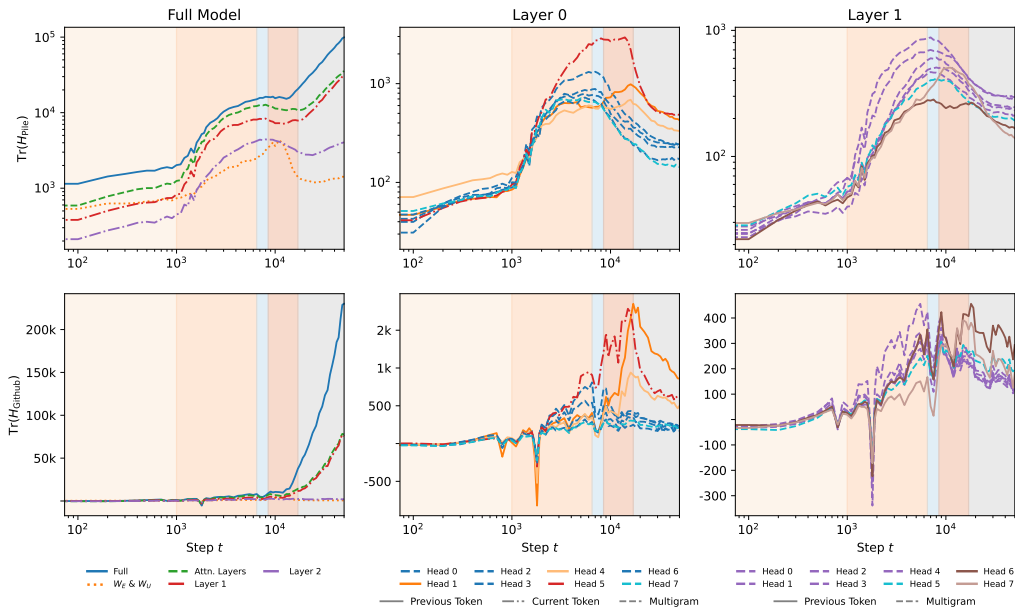 Full Model
Layer 0
Layer 1
Tr(H_Pile)
10^5
10^4
10^3
10^2
10^3
10^4
10^3
10^2
10^2
10^3
10^4
10^3
10^2
10^2
10^3
10^4
Tr(H_Github)
200k
150k
100k
50k
10^2
10^3
10^4
2k
1k
500
-500
10^2
10^3
10^4
400
300
200
100
-100
-200
-300
10^2
10^3
10^4
Step t
Step t
Step t
Full
Attn. Layers
Layer 2
W_E & W_U
Layer 1
Head 0
Head 2
Head 4
Head 6
Head 1
Head 3
Head 5
Head 7
Previous Token
Current Token
Multigram
Head 0
Head 2
Head 4
Head 6
Head 1
Head 3
Head 5
Head 7
Previous Token
Multigram